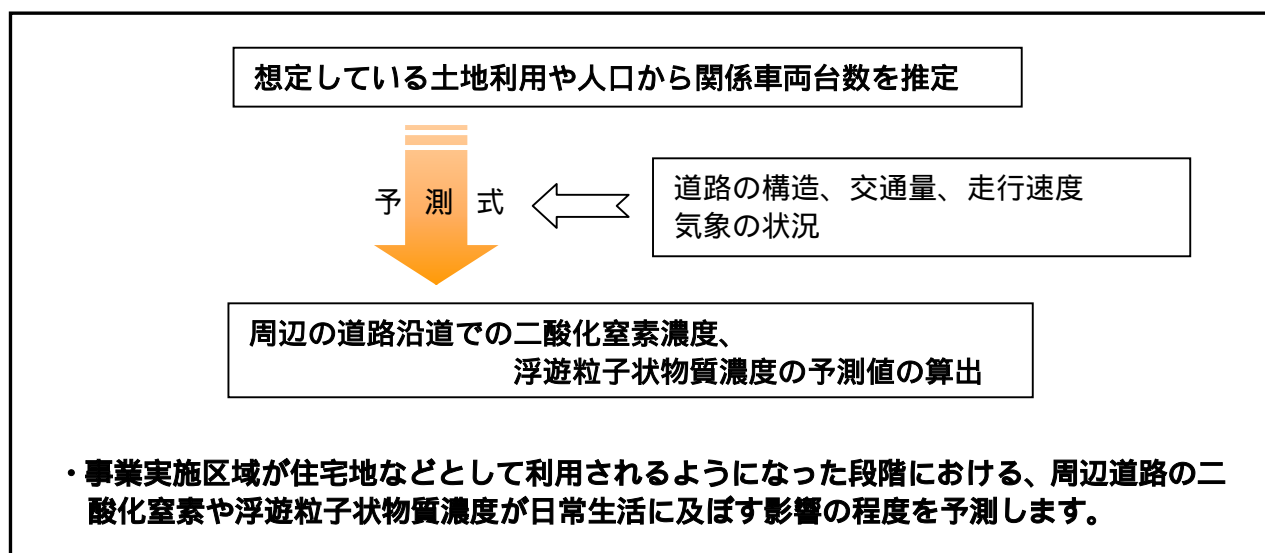 想定している土地利用や人口から関係車両台数を推定
予 測 式
道路の構造、交通量、走行速度
気象の状況
周辺の道路沿道での二酸化窒素濃度、
浮遊粒子状物質濃度の予測値の算出
・事業実施区域が住宅地などとして利用されるようになった段階における、周辺道路の二
酸化窒素や浮遊粒子状物質濃度が日常生活に及ぼす影響の程度を予測します。